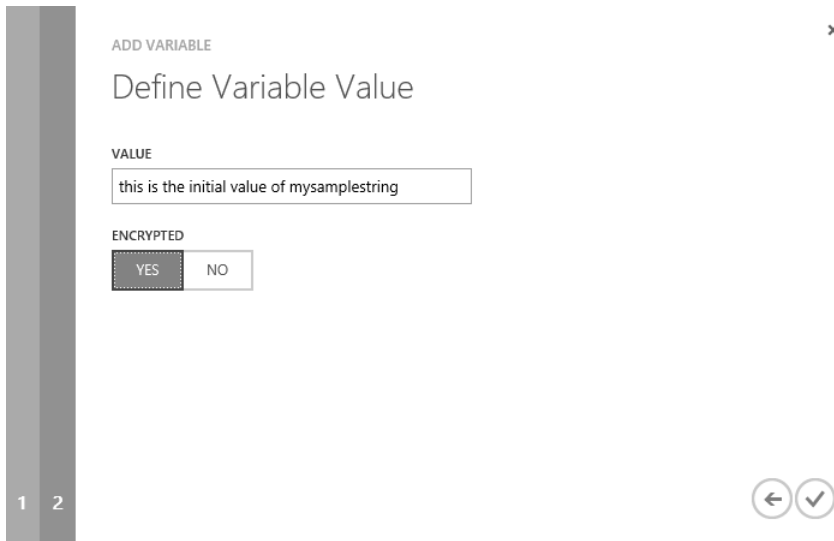 ADD VARIABLE
Define Variable Value
VALUE
this is the initial value of mysamplestring
ENCRYPTED
YES NO
1 2